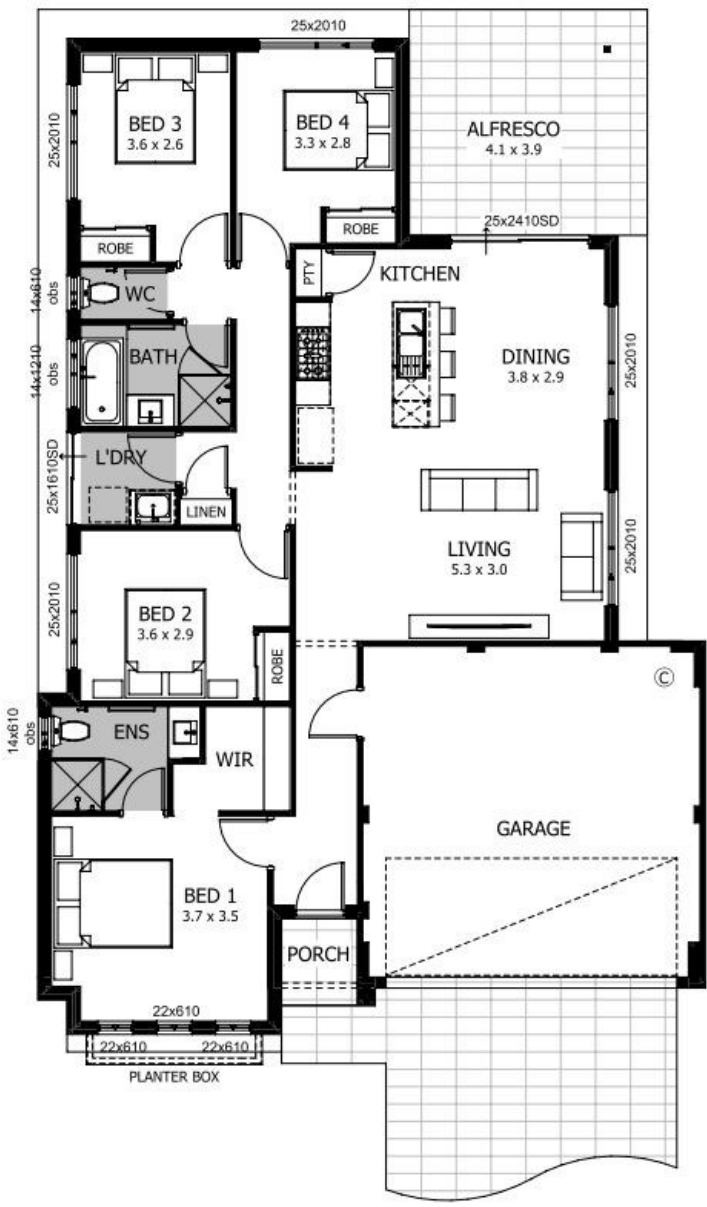 25x2010
BED 3
3.6 x 2.6
BED 4
3.3 x 2.8
ALFRESCO
4.1 x 3.9
25x2010
ROBE
ROBE
25x2410SD
14x610
obs
WC
PTY
KITCHEN
14x1210
obs
BATH
DINING
3.8 x 2.9
25x2010
25x1610SD
L'DRY
LINEN
LIVING
5.3 x 3.0
25x2010
25x2010
BED 2
3.6 x 2.9
ROBE
C
14x610
obs
ENS
WIR
GARAGE
BED 1
3.7 x 3.5
PORCH
22x610
22x610
22x610
PLANTER BOX